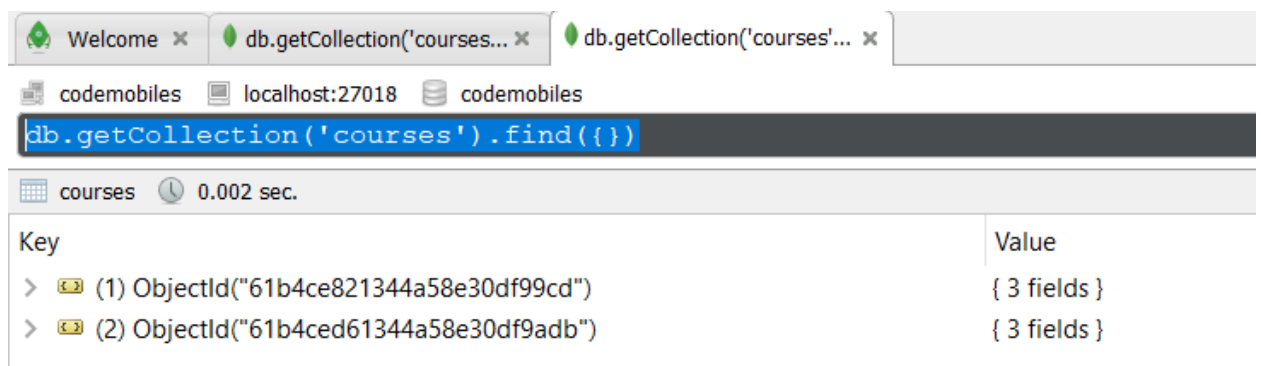 Welcome × db.getCollection('courses... × db.getCollection('courses'... ×
codemobiles localhost:27018 codemobiles
db.getCollection('courses').find({})
courses 0.002 sec.
Key Value
(1) ObjectId("61b4ce821344a58e30df99cd") { 3 fields }
(2) ObjectId("61b4ced61344a58e30df9adb") { 3 fields }